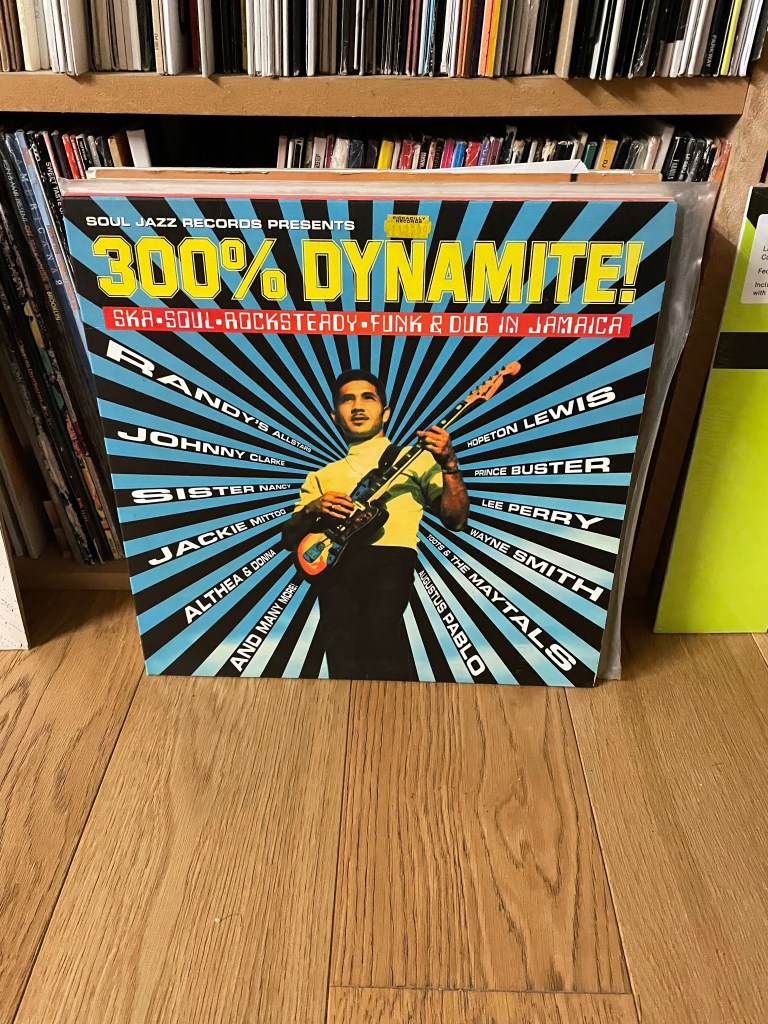 SOUL JAZZ RECORDS PRESENTS
PICCADILLY
RECORDS
300% DYNAMITE!
SKA•SOUL•ROCKSTEADY•FUNK & DUB IN JAMAICA
RANDY'S ALLSTARS
JOHNNY CLARKE
SISTER NANCY
JACKIE MITTOO
ALTHEA & DONNA
AND MANY MORE!
HOPETON LEWIS
PRINCE BUSTER
LEE PERRY
WAYNE SMITH
TOOTS & THE MAYTALS
AUGUSTUS PABLO